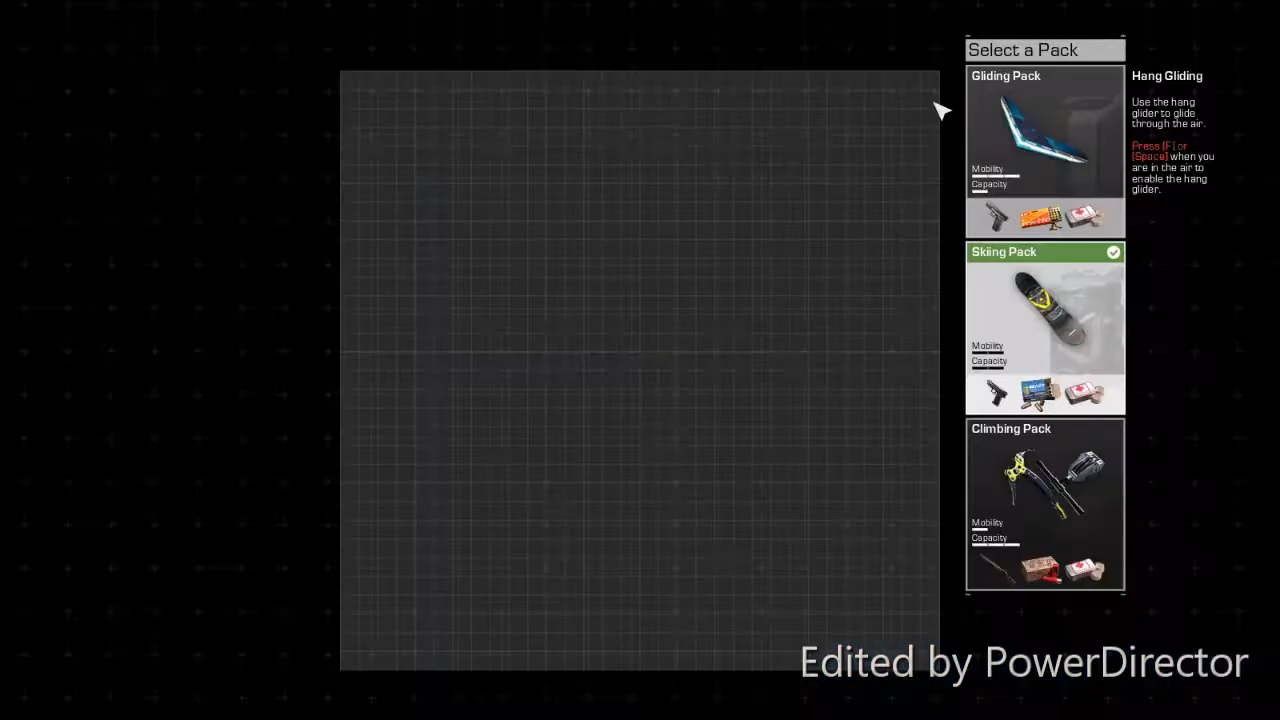 Select a Pack
Gliding Pack
Mobility
Capacity
Hang Gliding
Use the hang
glider to glide
through the air.
Press [F] or
[Space] when you
are in the air to
enable the hang
glider.
Skiing Pack
Mobility
Capacity
Climbing Pack
Mobility
Capacity
Edited by PowerDirector